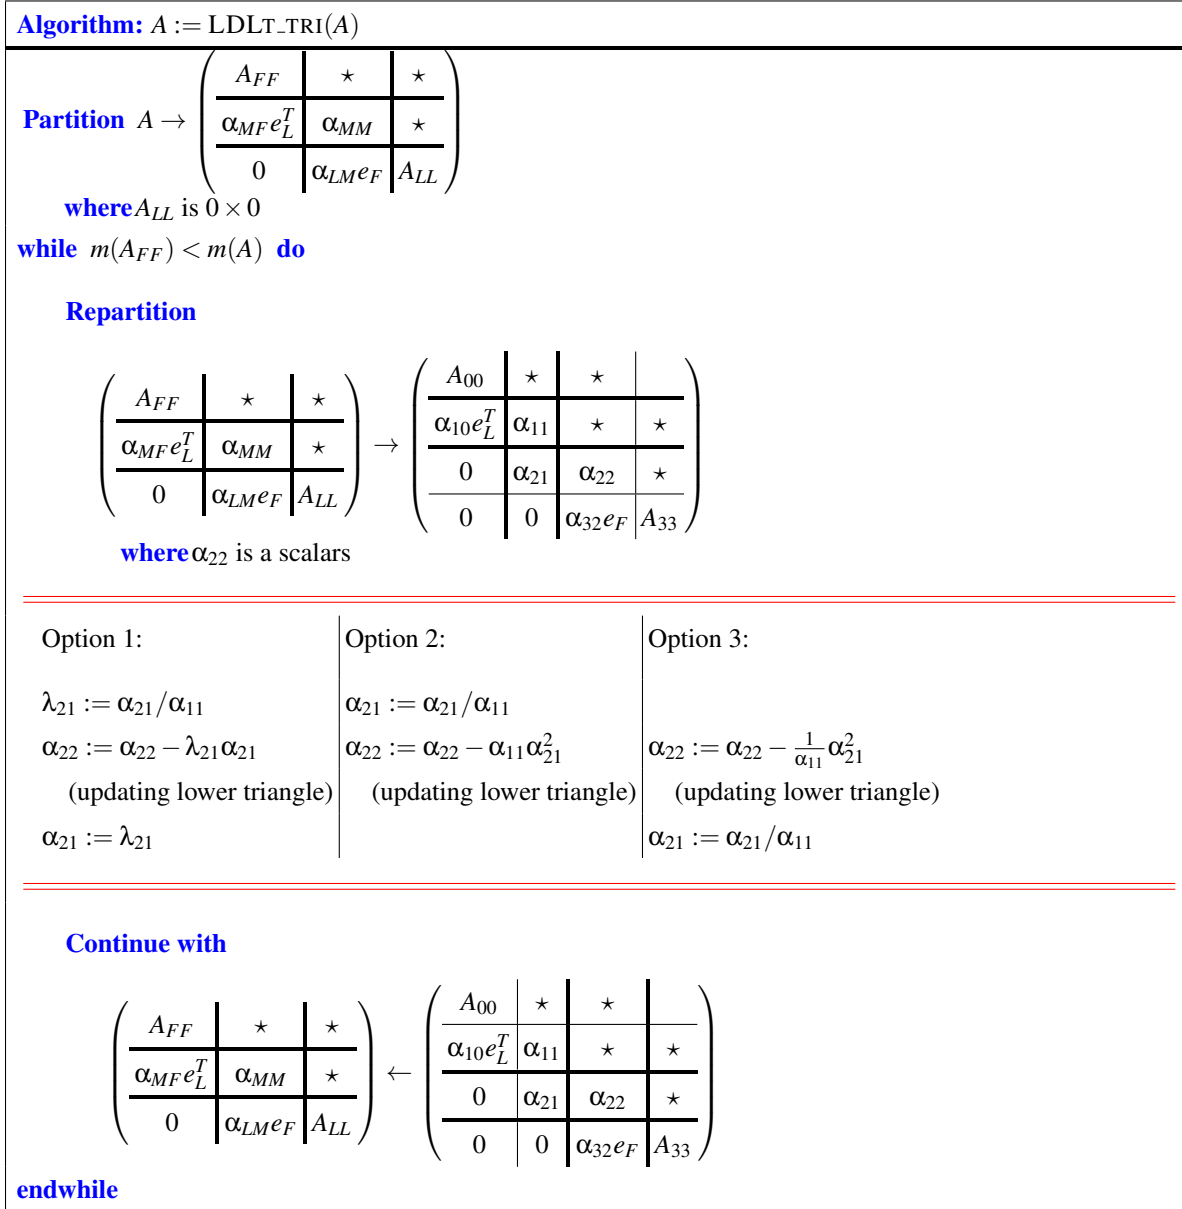 Algorithm: A := LDLT_TRI(A)
Partition A → ( A_FF | ⋆ | ⋆
α_MF e_L^T | α_MM | ⋆
0 | α_LM e_F | A_LL )
where A_LL is 0 × 0
while m(A_FF) < m(A) do
Repartition
( A_FF | ⋆ | ⋆
α_MF e_L^T | α_MM | ⋆
0 | α_LM e_F | A_LL ) → ( A_00 | ⋆ | ⋆ |
α_10 e_L^T | α_11 | ⋆ | ⋆
0 | α_21 | α_22 | ⋆
0 | 0 | α_32 e_F | A_33 )
where α_22 is a scalars
Option 1: | Option 2: | Option 3:
λ_21 := α_21/α_11 | α_21 := α_21/α_11 |
α_22 := α_22 − λ_21 α_21 | α_22 := α_22 − α_11 α_21^2 | α_22 := α_22 − 1/α_11 α_21^2
(updating lower triangle) | (updating lower triangle) | (updating lower triangle)
α_21 := λ_21 | | α_21 := α_21/α_11
Continue with
( A_FF | ⋆ | ⋆
α_MF e_L^T | α_MM | ⋆
0 | α_LM e_F | A_LL ) ← ( A_00 | ⋆ | ⋆ |
α_10 e_L^T | α_11 | ⋆ | ⋆
0 | α_21 | α_22 | ⋆
0 | 0 | α_32 e_F | A_33 )
endwhile